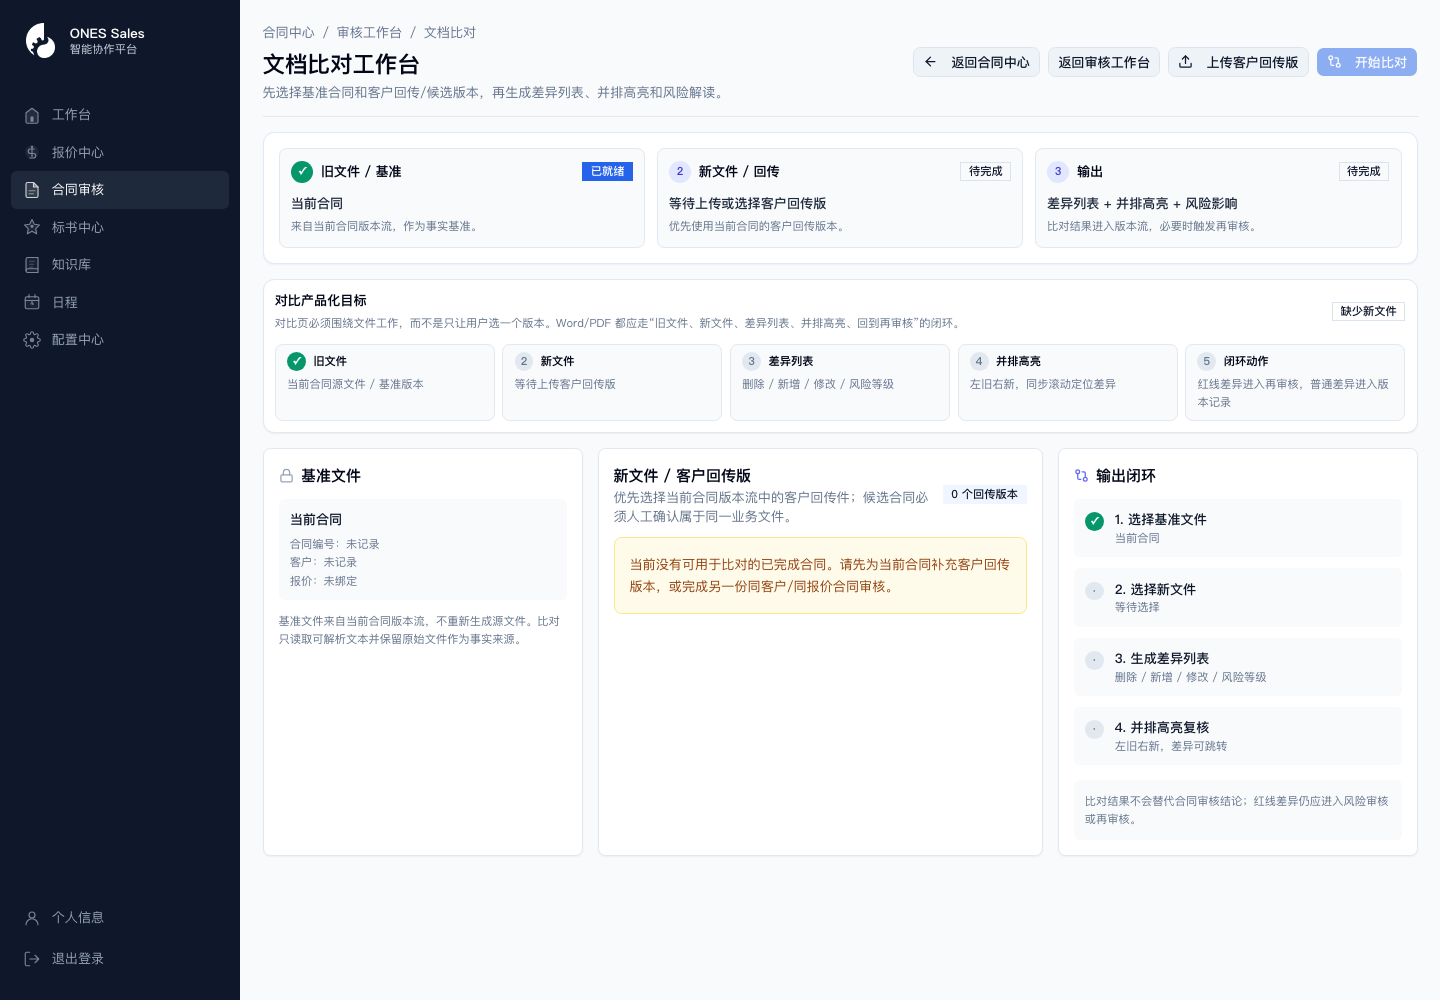 ONES Sales
智能协作平台
工作台
报价中心
合同审核
标书中心
知识库
日程
配置中心
个人信息
退出登录
合同中心 / 审核工作台 / 文档比对
文档比对工作台
先选择基准合同和客户回传/候选版本，再生成差异列表、并排高亮和风险解读。
返回合同中心
返回审核工作台
上传客户回传版
开始比对
旧文件 / 基准
已就绪
当前合同
来自当前合同版本流，作为事实基准。
2 新文件 / 回传
待完成
等待上传或选择客户回传版
优先使用当前合同的客户回传版本。
3 输出
待完成
差异列表 + 并排高亮 + 风险影响
比对结果进入版本流，必要时触发再审核。
对比产品化目标
对比页必须围绕文件工作，而不是只让用户选一个版本。Word/PDF 都应走“旧文件、新文件、差异列表、并排高亮、回到再审核”的闭环。
缺少新文件
旧文件
当前合同源文件 / 基准版本
2 新文件
等待上传客户回传版
3 差异列表
删除 / 新增 / 修改 / 风险等级
4 并排高亮
左旧右新，同步滚动定位差异
5 闭环动作
红线差异进入再审核，普通差异进入版
本记录
基准文件
当前合同
合同编号：未记录
客户：未记录
报价：未绑定
基准文件来自当前合同版本流，不重新生成源文件。比对
只读取可解析文本并保留原始文件作为事实来源。
新文件 / 客户回传版
优先选择当前合同版本流中的客户回传件；候选合同必
须人工确认属于同一业务文件。
0 个回传版本
当前没有可用于比对的已完成合同。请先为当前合同补充客户回传
版本，或完成另一份同客户/同报价合同审核。
输出闭环
1. 选择基准文件
当前合同
2. 选择新文件
等待选择
3. 生成差异列表
删除 / 新增 / 修改 / 风险等级
4. 并排高亮复核
左旧右新，差异可跳转
比对结果不会替代合同审核结论；红线差异仍应进入风险审核
或再审核。